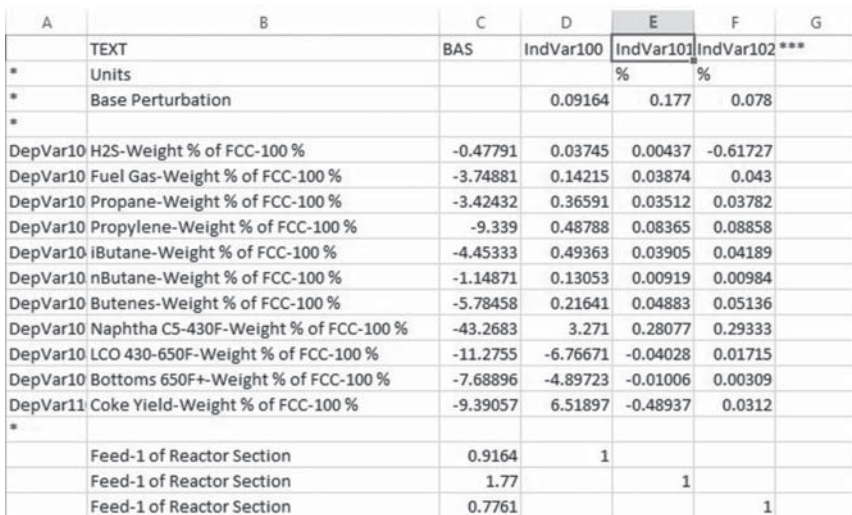 A B C D E F G
TEXT BAS IndVar100 IndVar101 IndVar102 ***
* Units % %
* Base Perturbation 0.09164 0.177 0.078
*
DepVar10 H2S-Weight % of FCC-100 % -0.47791 0.03745 0.00437 -0.61727
DepVar10 Fuel Gas-Weight % of FCC-100 % -3.74881 0.14215 0.03874 0.043
DepVar10 Propane-Weight % of FCC-100 % -3.42432 0.36591 0.03512 0.03782
DepVar10 Propylene-Weight % of FCC-100 % -9.339 0.48788 0.08365 0.08858
DepVar10 iButane-Weight % of FCC-100 % -4.45333 0.49363 0.03905 0.04189
DepVar10 nButane-Weight % of FCC-100 % -1.14871 0.13053 0.00919 0.00984
DepVar10 Butenes-Weight % of FCC-100 % -5.78458 0.21641 0.04883 0.05136
DepVar10 Naphtha C5-430F-Weight % of FCC-100 % -43.2683 3.271 0.28077 0.29333
DepVar10 LCO 430-650F-Weight % of FCC-100 % -11.2755 -6.76671 -0.04028 0.01715
DepVar10 Bottoms 650F+-Weight % of FCC-100 % -7.68896 -4.89723 -0.01006 0.00309
DepVar11 Coke Yield-Weight % of FCC-100 % -9.39057 6.51897 -0.48937 0.0312
*
Feed-1 of Reactor Section 0.9164 1
Feed-1 of Reactor Section 1.77 1
Feed-1 of Reactor Section 0.7761 1